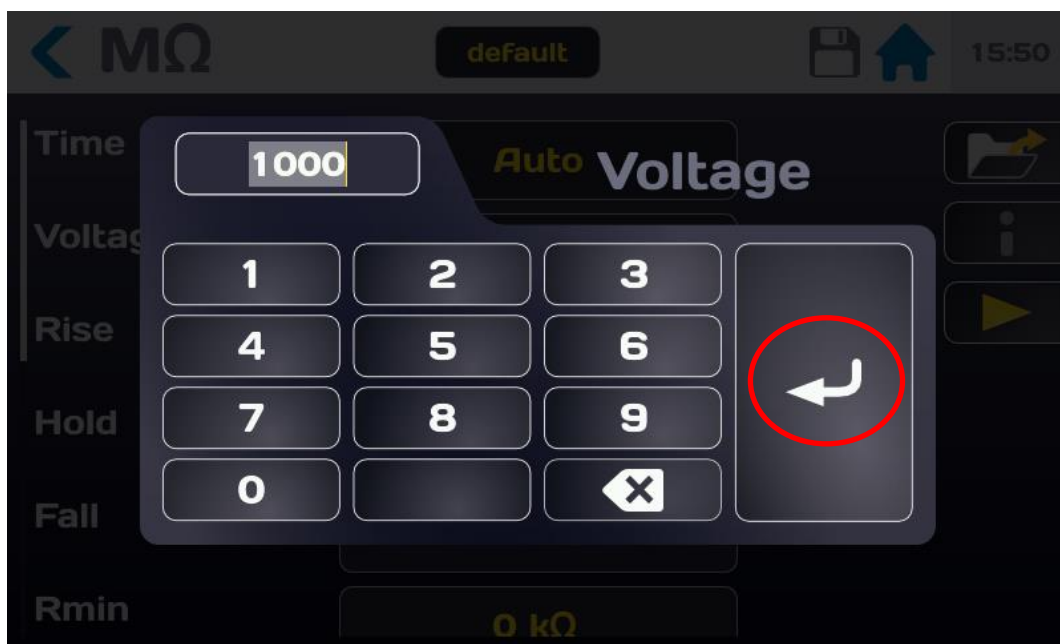 MΩ default 15:50
Time Auto
1000 Voltage
Voltag
1 2 3
Rise
4 5 6
Hold
7 8 9
0
Fall
Rmin 0 kΩ